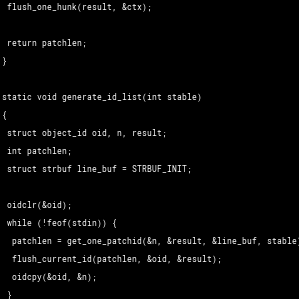 flush_one_hunk(result, &ctx);
return patchlen;
}
static void generate_id_list(int stable)
{
struct object_id oid, n, result;
int patchlen;
struct strbuf line_buf = STRBUF_INIT;
oidclr(&oid);
while (!feof(stdin)) {
patchlen = get_one_patchid(&n, &result, &line_buf, stable)
flush_current_id(patchlen, &oid, &result);
oidcpy(&oid, &n);
}